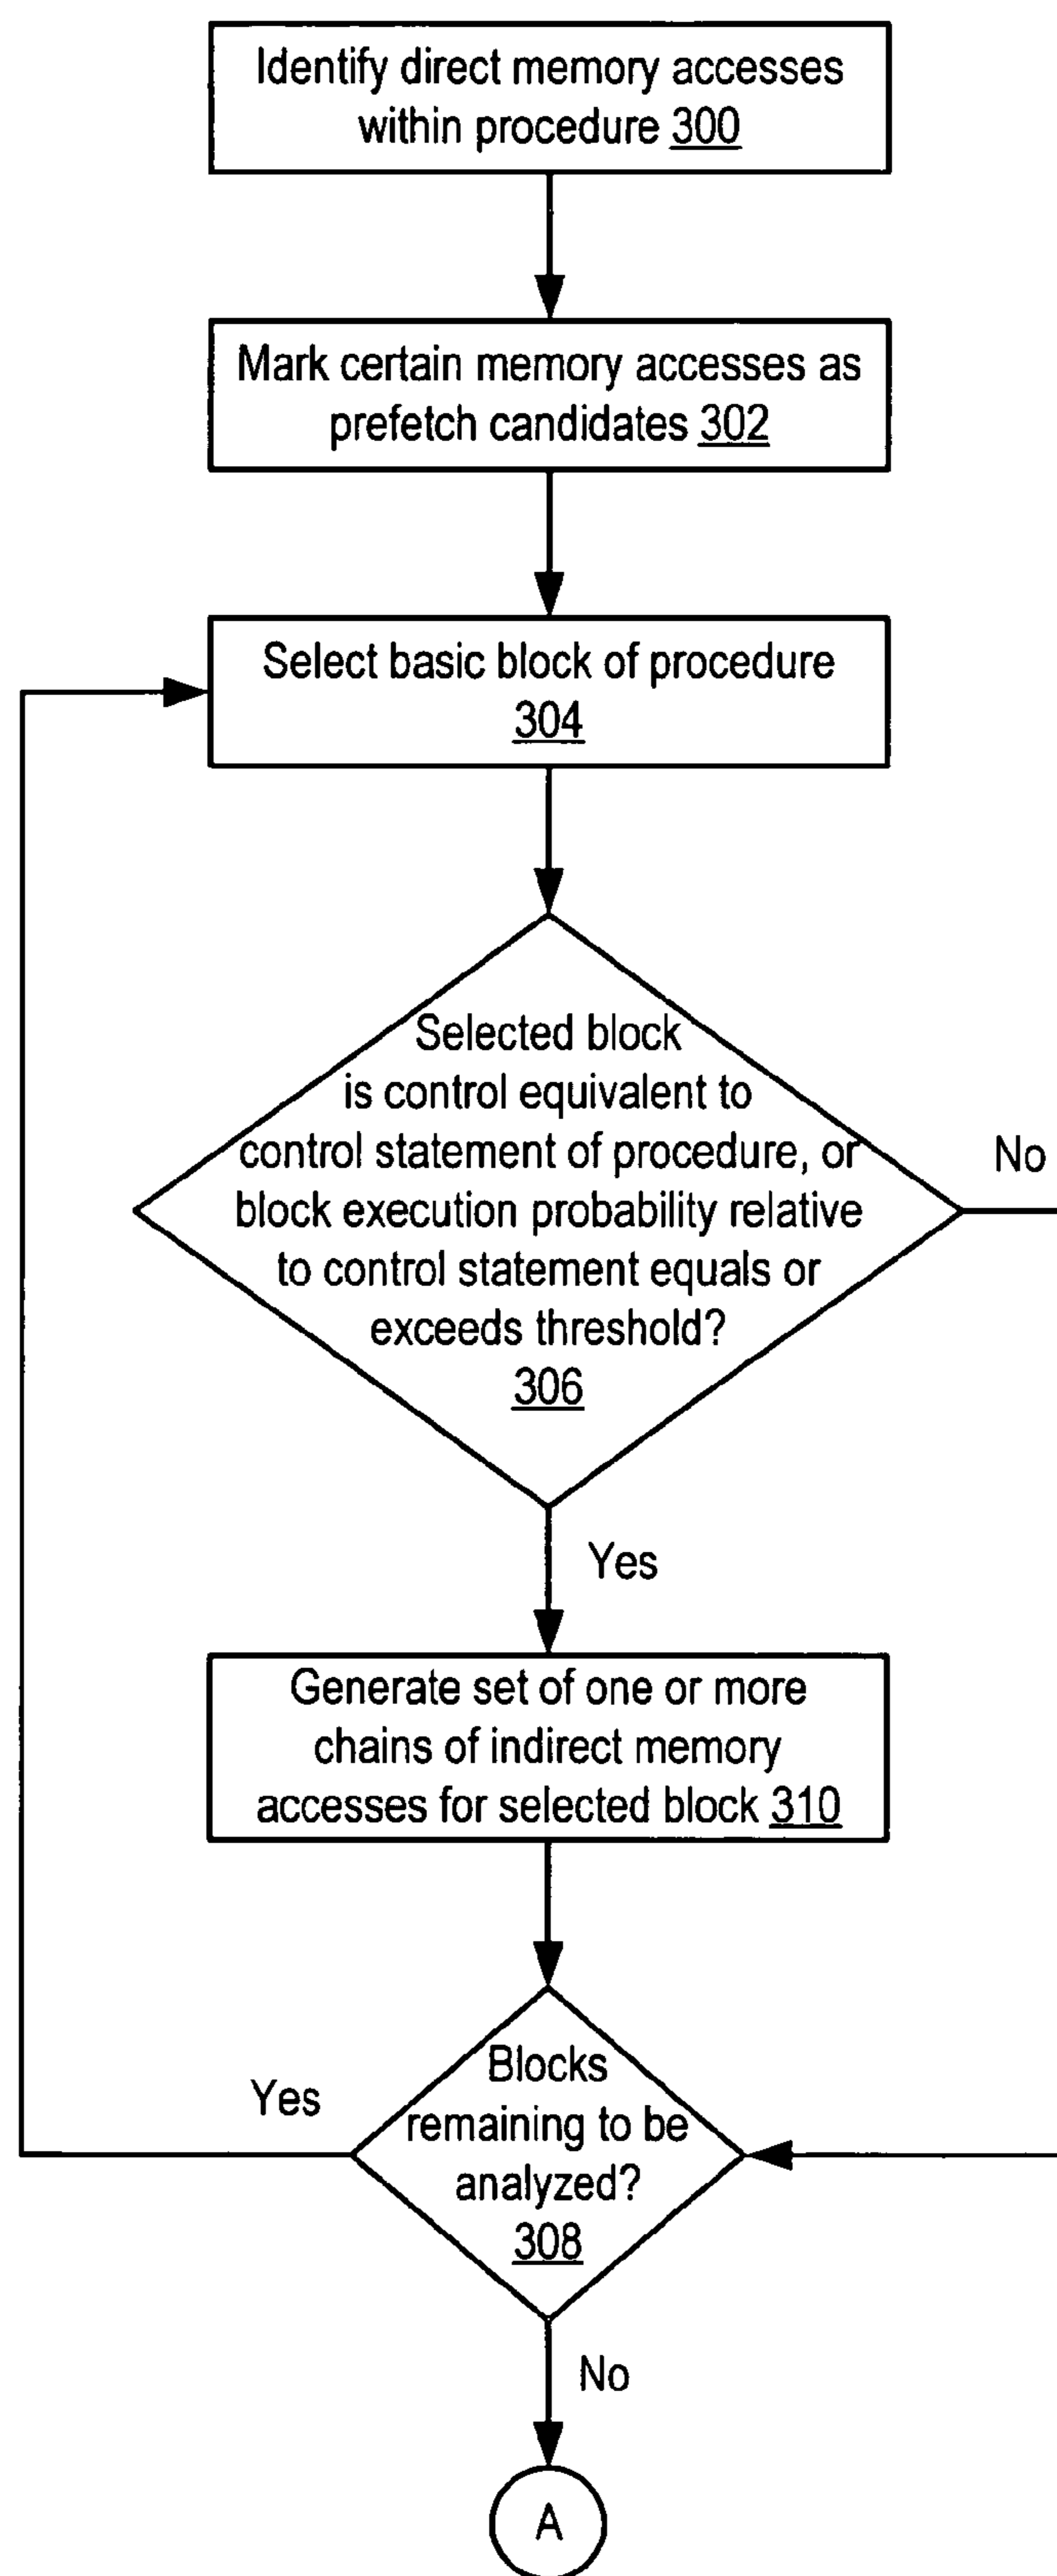 Identify direct memory accesses
within procedure 300
Mark certain memory accesses as
prefetch candidates 302
Select basic block of procedure
304
Selected block
is control equivalent to
control statement of procedure, or
block execution probability relative
to control statement equals or
exceeds threshold?
306
No
Yes
Generate set of one or more
chains of indirect memory
accesses for selected block 310
Blocks
remaining to be
analyzed?
308
Yes
No
A